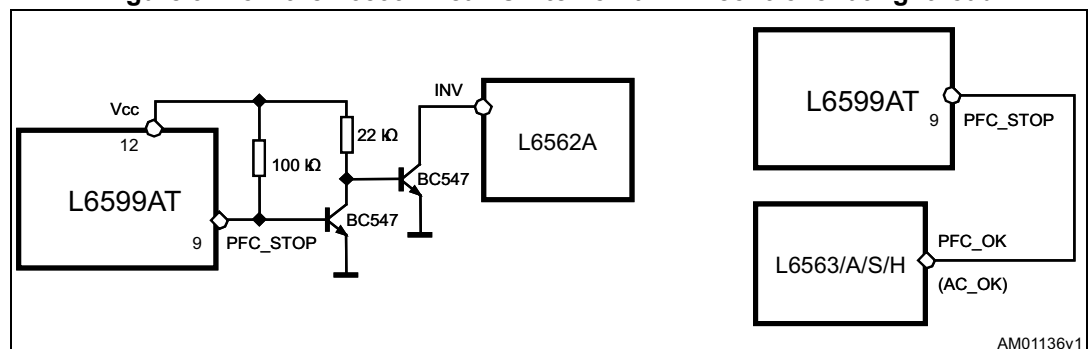 Vcc
12
100 kΩ
22 kΩ
L6599AT
9
PFC_STOP
BC547
BC547
INV
L6562A
L6599AT
9
PFC_STOP
L6563/A/S/H
PFC_OK
(AC_OK)
AM01136v1